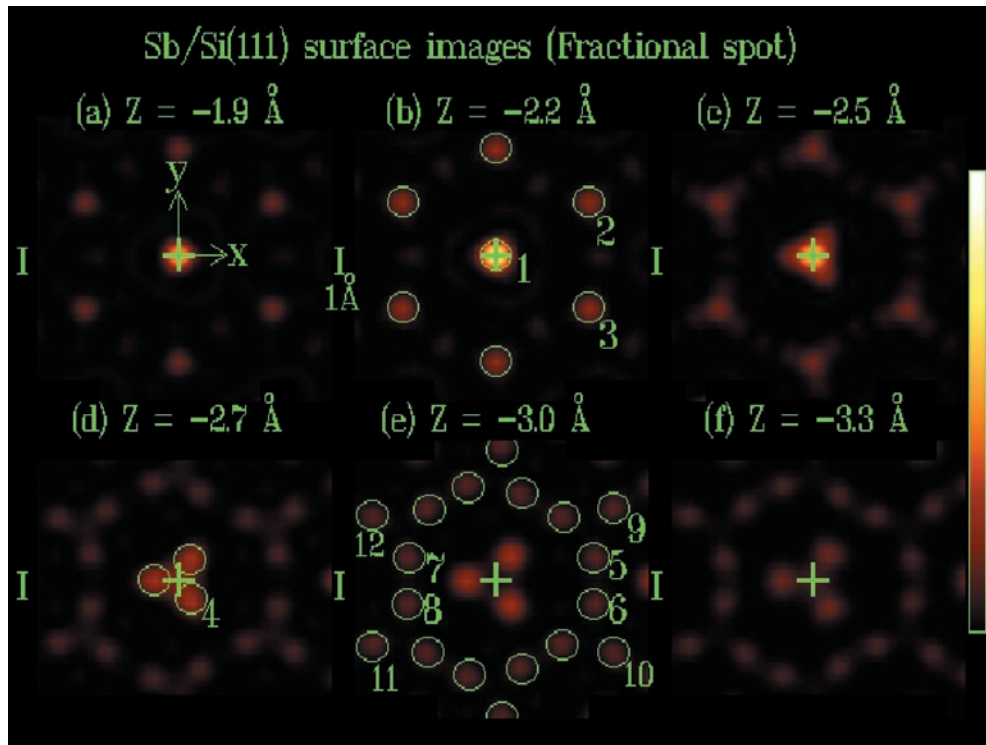 Sb/Si(111) surface images (Fractional spot)
(a) Z = −1.9 Å
(b) Z = −2.2 Å
(c) Z = −2.5 Å
y
x
I
I
1Å
1
2
3
I
(d) Z = −2.7 Å
(e) Z = −3.0 Å
(f) Z = −3.3 Å
I
4
I
12
7
8
11
9
5
6
10
I